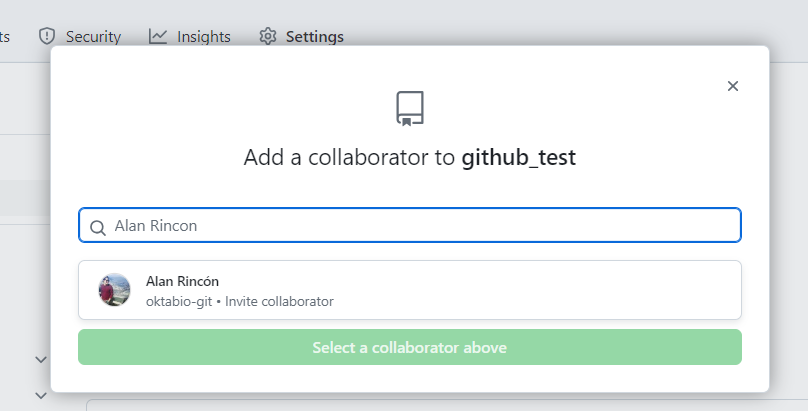 ts Security Insights Settings
Add a collaborator to github_test
Alan Rincon
Alan Rincón
oktabio-git • Invite collaborator
Select a collaborator above